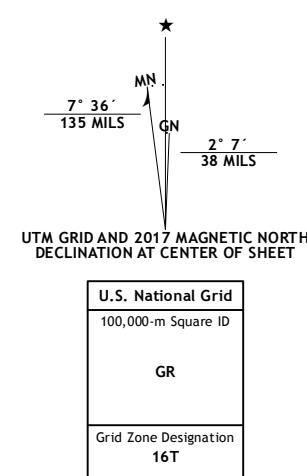 ★
MN
GN
7° 36´
135 MILS
2° 7´
38 MILS
UTM GRID AND 2017 MAGNETIC NORTH
DECLINATION AT CENTER OF SHEET
U.S. National Grid
100,000-m Square ID
GR
Grid Zone Designation
16T